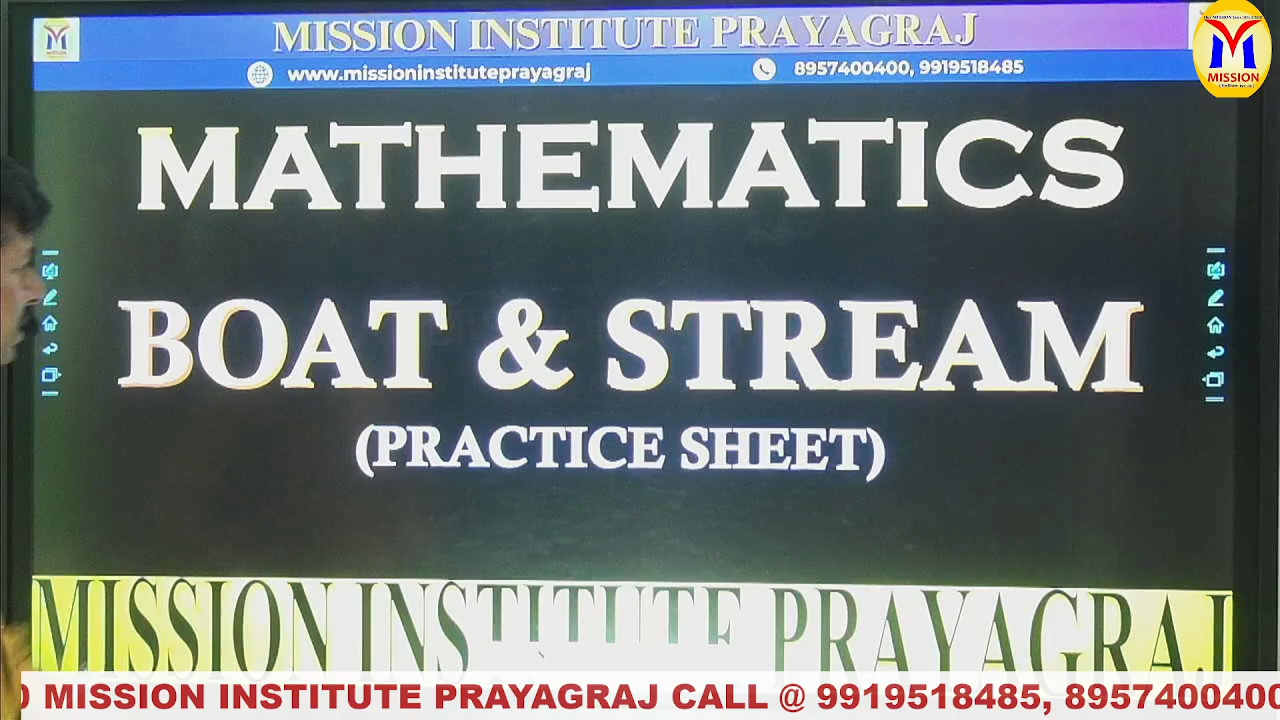 MISSION INSTITUTE PRAYAGRAJ
www.missioninstituteprayagraj
8957400400, 9919518485
MISSION
MATHEMATICS
BOAT & STREAM
(PRACTICE SHEET)
MISSION INSTITUTE PRAYAGRAJ
0 MISSION INSTITUTE PRAYAGRAJ CALL @ 9919518485, 8957400400